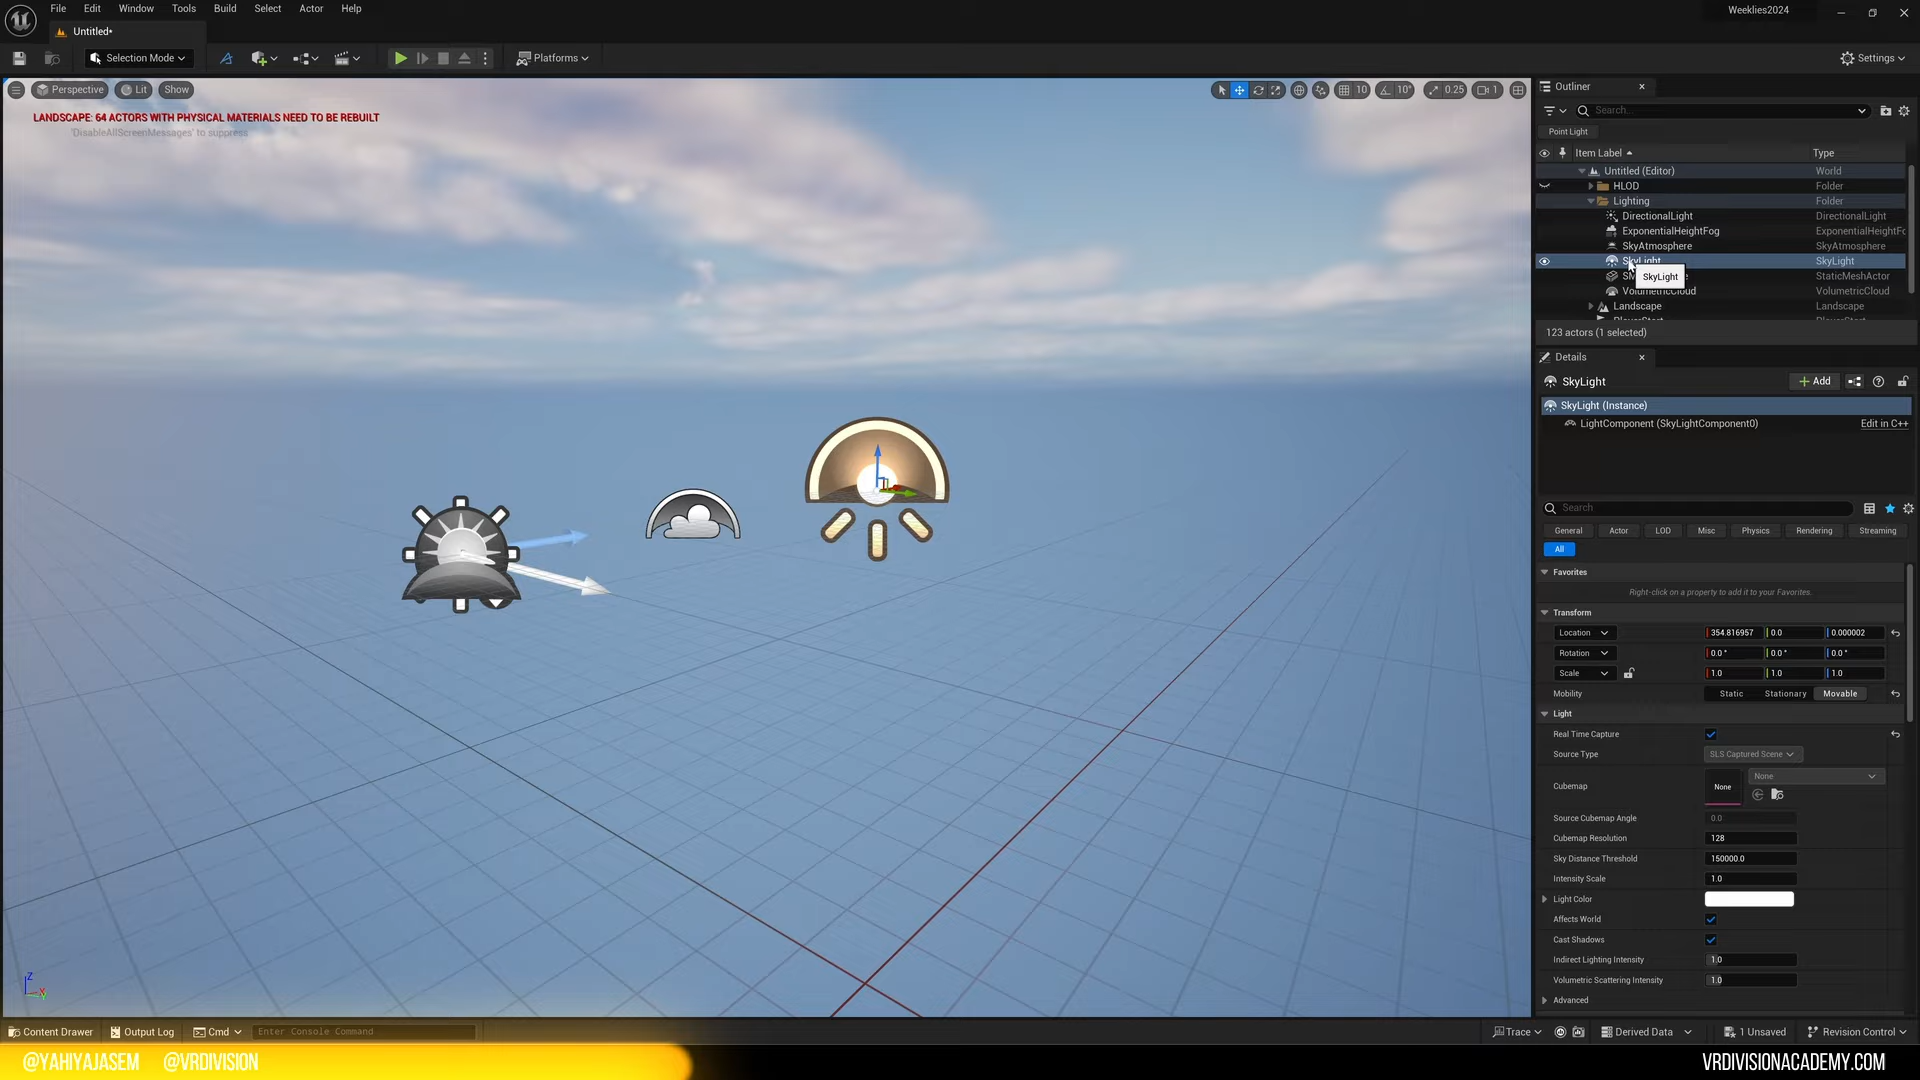 File Edit Window Tools Build Select Actor Help
Weeklies2024
Untitled*
Selection Mode
Platforms
Settings
Perspective Lit Show
10 10° 0.25 1
LANDSCAPE: 64 ACTORS WITH PHYSICAL MATERIALS NEED TO BE REBUILT
'DisableAllScreenMessages' to suppress
Outliner
Search...
Point Light
Item Label Type
Untitled (Editor) World
HLOD Folder
Lighting Folder
DirectionalLight DirectionalLight
ExponentialHeightFog ExponentialHeightFo
SkyAtmosphere SkyAtmosphere
SkyLight SkyLight
StaticMeshActor
SkyLight
VolumetricCloud VolumetricCloud
Landscape Landscape
PlayerStart PlayerStart
123 actors (1 selected)
Details
SkyLight
Add
SkyLight (Instance)
LightComponent (SkyLightComponent0) Edit in C++
Search
General Actor LOD Misc Physics Rendering Streaming
All
Favorites
Right-click on a property to add it to your Favorites.
Transform
Location 354.816957 0.0 0.000002
Rotation 0.0 ° 0.0 ° 0.0 °
Scale 1.0 1.0 1.0
Mobility Static Stationary Movable
Light
Real Time Capture
Source Type SLS Captured Scene
Cubemap None None
Source Cubemap Angle 0.0
Cubemap Resolution 128
Sky Distance Threshold 150000.0
Intensity Scale 1.0
Light Color
Affects World
Cast Shadows
Indirect Lighting Intensity 1.0
Volumetric Scattering Intensity 1.0
Advanced
Z
X
Y
Content Drawer Output Log Cmd Enter Console Command
Trace Derived Data 1 Unsaved Revision Control
@YAHIYAJASEM @VRDIVISION
VRDIVISIONACADEMY.COM